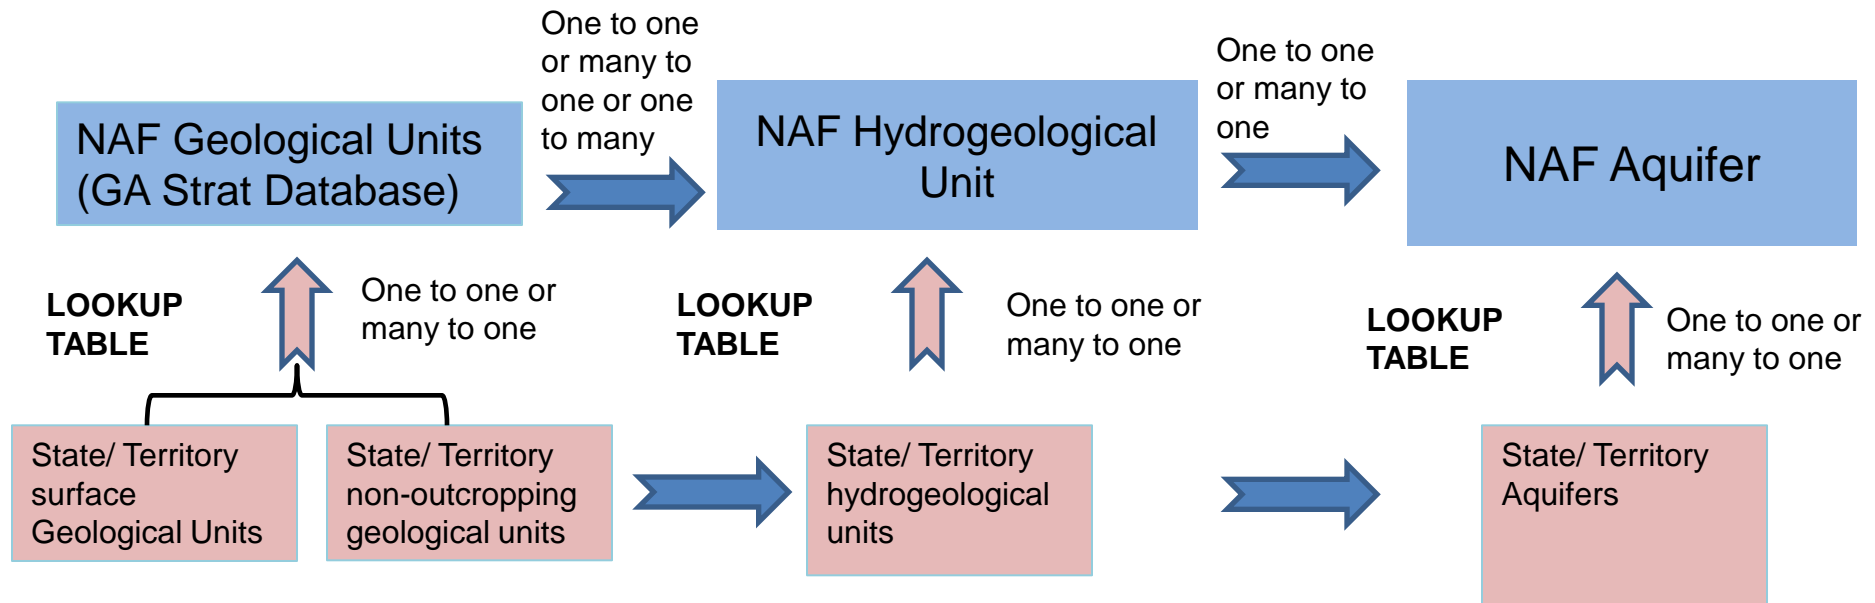 One to one
or many to
one or one
to many
One to one
or many to
one
NAF Geological Units
(GA Strat Database)
NAF Hydrogeological
Unit
NAF Aquifer
LOOKUP
TABLE
One to one or
many to one
LOOKUP
TABLE
One to one or
many to one
LOOKUP
TABLE
One to one or
many to one
State/ Territory
surface
Geological Units
State/ Territory
non-outcropping
geological units
State/ Territory
hydrogeological
units
State/ Territory
Aquifers